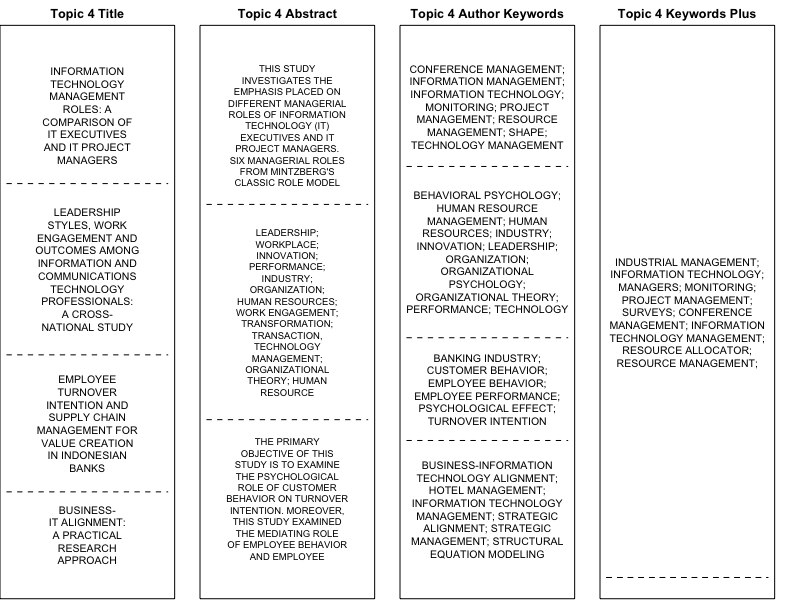 Topic 4 Title
INFORMATION
TECHNOLOGY
MANAGEMENT
ROLES: A
COMPARISON OF
IT EXECUTIVES
AND IT PROJECT
MANAGERS
LEADERSHIP
STYLES, WORK
ENGAGEMENT AND
OUTCOMES AMONG
INFORMATION AND
COMMUNICATIONS
TECHNOLOGY
PROFESSIONALS:
A CROSS-
NATIONAL STUDY
EMPLOYEE
TURNOVER
INTENTION AND
SUPPLY CHAIN
MANAGEMENT FOR
VALUE CREATION
IN INDONESIAN
BANKS
BUSINESS-
IT ALIGNMENT:
A PRACTICAL
RESEARCH
APPROACH
Topic 4 Abstract
THIS STUDY
INVESTIGATES THE
EMPHASIS PLACED ON
DIFFERENT MANAGERIAL
ROLES OF INFORMATION
TECHNOLOGY (IT)
EXECUTIVES AND IT
PROJECT MANAGERS.
SIX MANAGERIAL ROLES
FROM MINTZBERG'S
CLASSIC ROLE MODEL
LEADERSHIP;
WORKPLACE;
INNOVATION;
PERFORMANCE;
INDUSTRY;
ORGANIZATION;
HUMAN RESOURCES;
WORK ENGAGEMENT;
TRANSFORMATION;
TRANSACTION,
TECHNOLOGY
MANAGEMENT;
ORGANIZATIONAL
THEORY; HUMAN
RESOURCE
THE PRIMARY
OBJECTIVE OF THIS
STUDY IS TO EXAMINE
THE PSYCHOLOGICAL
ROLE OF CUSTOMER
BEHAVIOR ON TURNOVER
INTENTION. MOREOVER,
THIS STUDY EXAMINED
THE MEDIATING ROLE
OF EMPLOYEE BEHAVIOR
AND EMPLOYEE
Topic 4 Author Keywords
CONFERENCE MANAGEMENT;
INFORMATION MANAGEMENT;
INFORMATION TECHNOLOGY;
MONITORING; PROJECT
MANAGEMENT; RESOURCE
MANAGEMENT; SHAPE;
TECHNOLOGY MANAGEMENT
BEHAVIORAL PSYCHOLOGY;
HUMAN RESOURCE
MANAGEMENT; HUMAN
RESOURCES; INDUSTRY;
INNOVATION; LEADERSHIP;
ORGANIZATION;
ORGANIZATIONAL
PSYCHOLOGY;
ORGANIZATIONAL THEORY;
PERFORMANCE; TECHNOLOGY
BANKING INDUSTRY;
CUSTOMER BEHAVIOR;
EMPLOYEE BEHAVIOR;
EMPLOYEE PERFORMANCE;
PSYCHOLOGICAL EFFECT;
TURNOVER INTENTION
BUSINESS-INFORMATION
TECHNOLOGY ALIGNMENT;
HOTEL MANAGEMENT;
INFORMATION TECHNOLOGY
MANAGEMENT; STRATEGIC
ALIGNMENT; STRATEGIC
MANAGEMENT; STRUCTURAL
EQUATION MODELING
Topic 4 Keywords Plus
INDUSTRIAL MANAGEMENT;
INFORMATION TECHNOLOGY;
MANAGERS; MONITORING;
PROJECT MANAGEMENT;
SURVEYS; CONFERENCE
MANAGEMENT; INFORMATION
TECHNOLOGY MANAGEMENT;
RESOURCE ALLOCATOR;
RESOURCE MANAGEMENT;